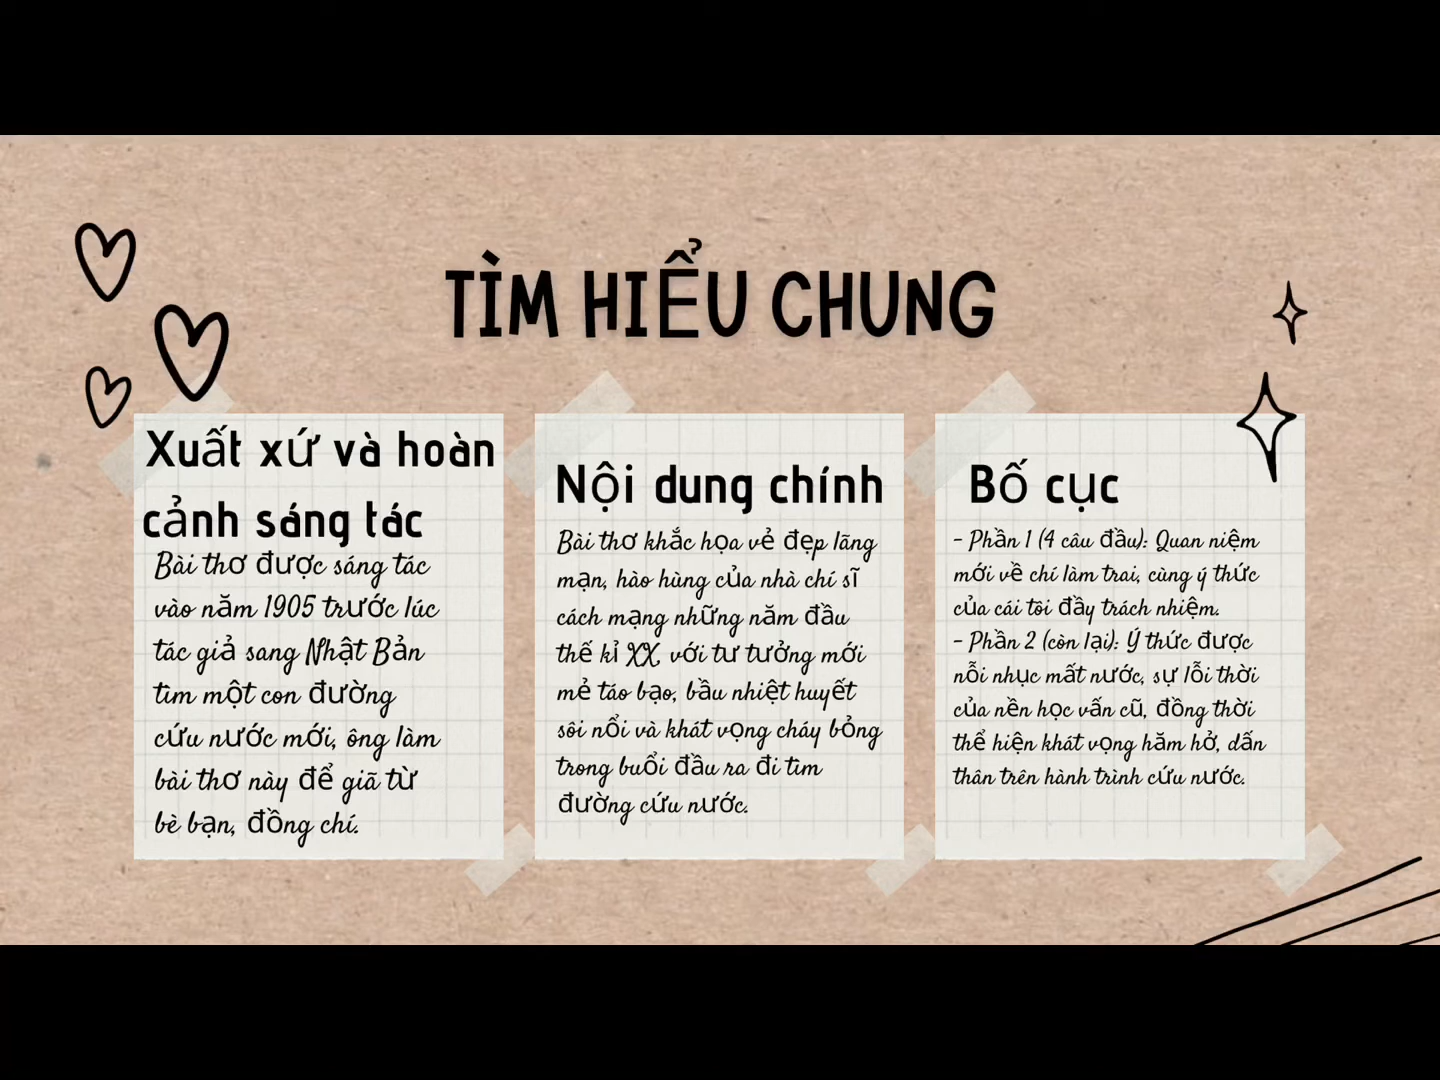 TÌM HIỂU CHUNG
Xuất xứ và hoàn
cảnh sáng tác
Bài thơ được sáng tác
vào năm 1905 trước lúc
tác giả sang Nhật Bản
tìm một con đường
cứu nước mới, ông làm
bài thơ này để giã từ
bè bạn, đồng chí.
Nội dung chính
Bài thơ khắc họa vẻ đẹp lãng
mạn, hào hùng của nhà chí sĩ
cách mạng những năm đầu
thế kỉ XX, với tư tưởng mới
mẻ táo bạo, bầu nhiệt huyết
sôi nổi và khát vọng cháy bỏng
trong buổi đầu ra đi tìm
đường cứu nước.
Bố cục
- Phần 1 (4 câu đầu): Quan niệm
mới về chí làm trai, cùng ý thức
của cái tôi đầy trách nhiệm.
- Phần 2 (còn lại): Ý thức được
nỗi nhục mất nước, sự lỗi thời
của nền học vấn cũ, đồng thời
thể hiện khát vọng hăm hở, dấn
thân trên hành trình cứu nước.